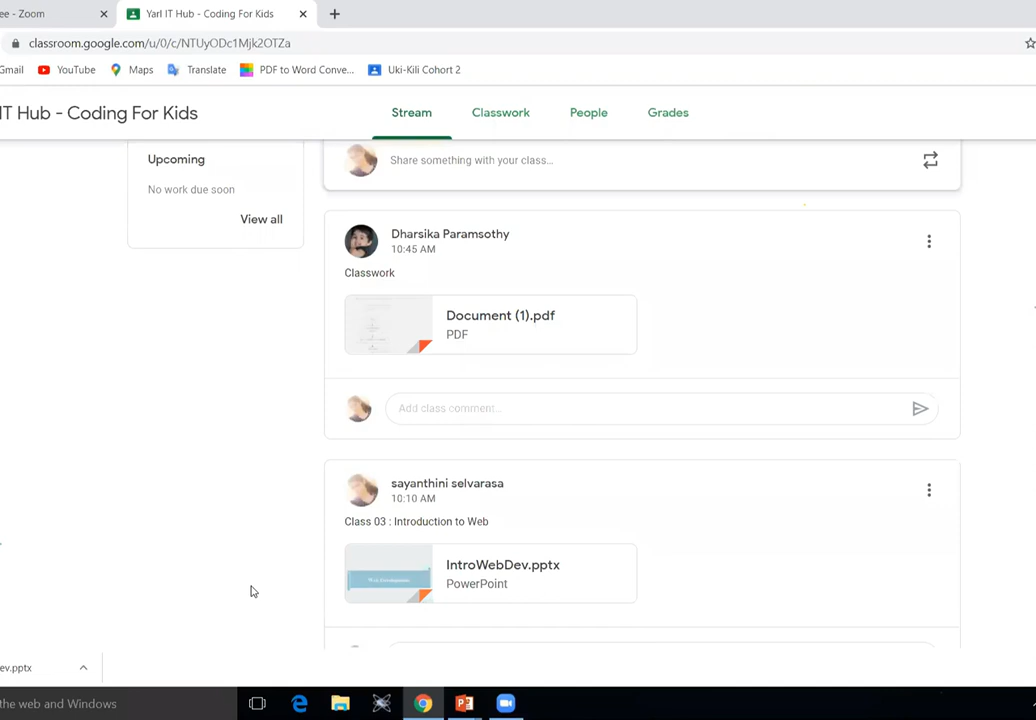 ee - Zoom
Yarl IT Hub - Coding For Kids
classroom.google.com/u/0/c/NTUyODc1Mjk2OTZa
Gmail YouTube Maps Translate PDF to Word Conve... Uki-Kili Cohort 2
IT Hub - Coding For Kids
Stream Classwork People Grades
Upcoming
No work due soon
View all
Share something with your class...
Dharsika Paramsothy
10:45 AM
Classwork
Document (1).pdf
PDF
Add class comment...
sayanthini selvarasa
10:10 AM
Class 03 : Introduction to Web
Web Development
IntroWebDev.pptx
PowerPoint
ev.pptx
the web and Windows